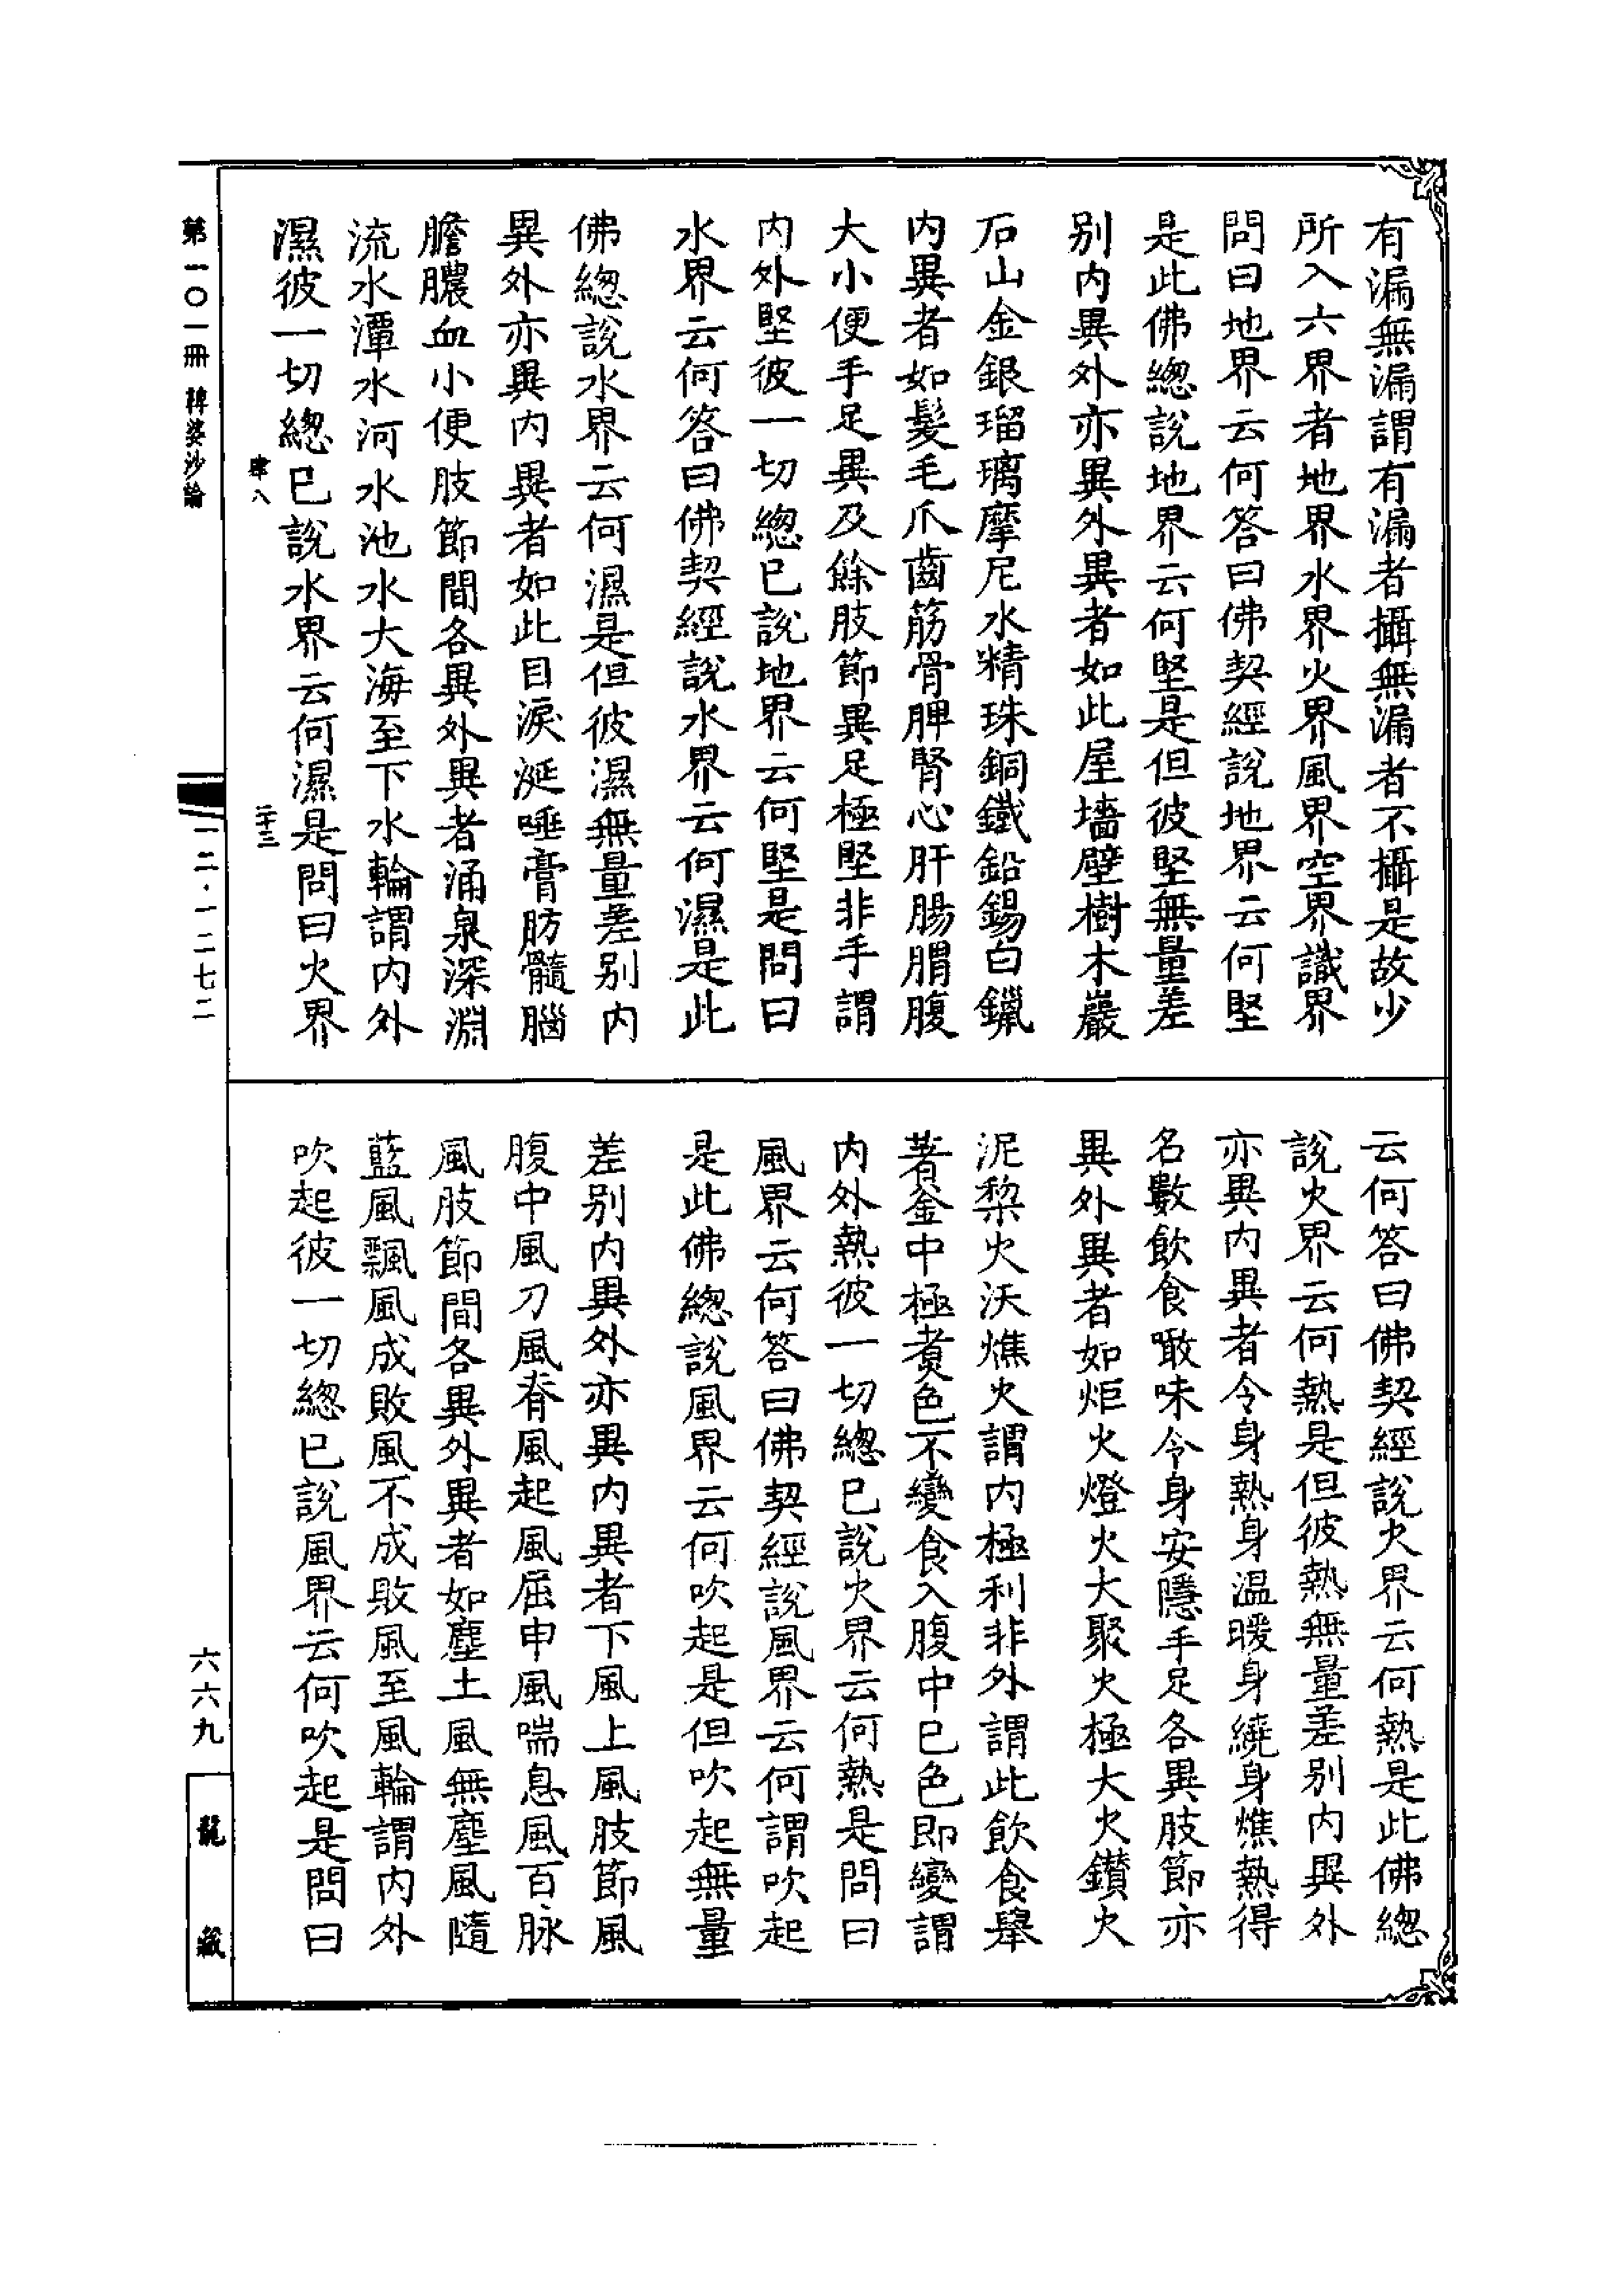 有漏無漏謂有漏者攝無漏者不攝是故少
所入六界者地界水界火界風界空界識界
問曰地界云何答曰佛契經說地界云何堅
是此佛總說地界云何堅是但彼堅無量差
別內異外亦異外異者如此屋墻壁樹木巖
石山金銀瑠璃摩尼水精珠銅鐵鉛錫白鑞
內異者如髮毛爪齒筋骨脾腎心肝腸胃腹
大小便手足異及餘肢節異足極堅非手謂
內外堅彼一切總已說地界云何堅是問曰
水界云何答曰佛契經說水界云何濕是此
佛總說水界云何濕是但彼濕無量差別內
異外亦異內異者如此目淚涎唾膏肪髓腦
膽膿血小便肢節間各異外異者涌泉深淵
流水潭水河水池水大海至下水輪謂內外
濕彼一切總已說水界云何濕是問曰火界
云何答曰佛契經說火界云何熱是此佛總
說火界云何熱是但彼熱無量差別內異外
亦異內異者令身熱身溫暖身繞身燋熱得
名數飲食噉味令身安隱手足各異肢節亦
異外異者如炬火燈火大聚火極大火鑽火
泥犂火沃燋火謂內極利非外謂此飲食舉
著釜中極煑色不變食入腹中已色即變謂
內外熱彼一切總已說火界云何熱是問曰
風界云何答曰佛契經說風界云何謂吹起
是此佛總說風界云何吹起是但吹起無量
差別內異外亦異內異者下風上風肢節風
腹中風刀風脊風起風屈申風喘息風百脉
風肢節間各異外異者如塵土風無塵風隨
藍風飄風成敗風不成敗風至風輪謂內外
吹起彼一切總已說風界云何吹起是問曰
肆八
二十三
第一〇一冊 鞞婆沙論
一二·一二七二
六六九
龍藏